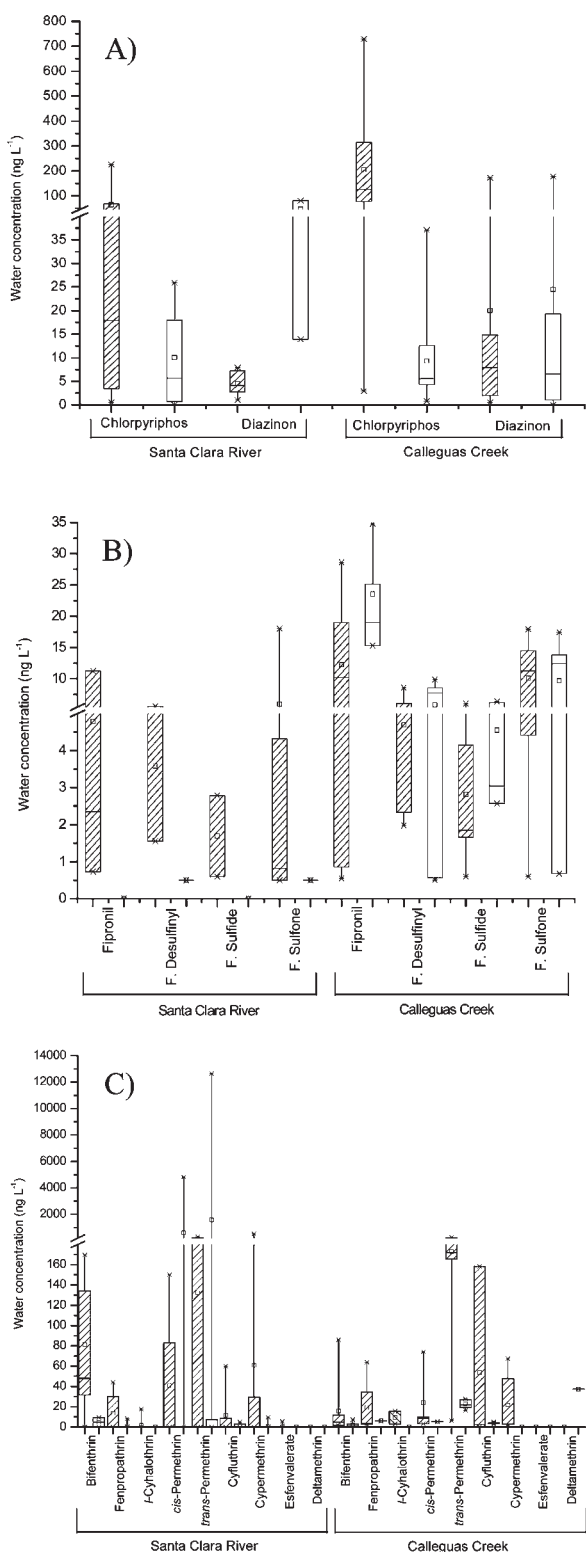 A)
800
700
600
500
400
300
200
100
35
30
25
20
15
10
5
0
Water concentration (ng L-1)
Chlorpyriphos
Diazinon
Chlorpyriphos
Diazinon
Santa Clara River
Calleguas Creek
B)
35
30
25
20
15
10
4
3
2
1
0
Water concentration (ng L-1)
Fipronil
F. Desulfinyl
F. Sulfide
F. Sulfone
Fipronil
F. Desulfinyl
F. Sulfide
F. Sulfone
Santa Clara River
Calleguas Creek
C)
14000
12000
10000
8000
6000
4000
2000
160
140
120
100
80
60
40
20
0
Water concentration (ng L-1)
Bifenthrin
Fenpropathrin
l-Cyhalothrin
cis-Permethrin
trans-Permethrin
Cyfluthrin
Cypermethrin
Esfenvalerate
Deltamethrin
Bifenthrin
Fenpropathrin
l-Cyhalothrin
cis-Permethrin
trans-Permethrin
Cyfluthrin
Cypermethrin
Esfenvalerate
Deltamethrin
Santa Clara River
Calleguas Creek